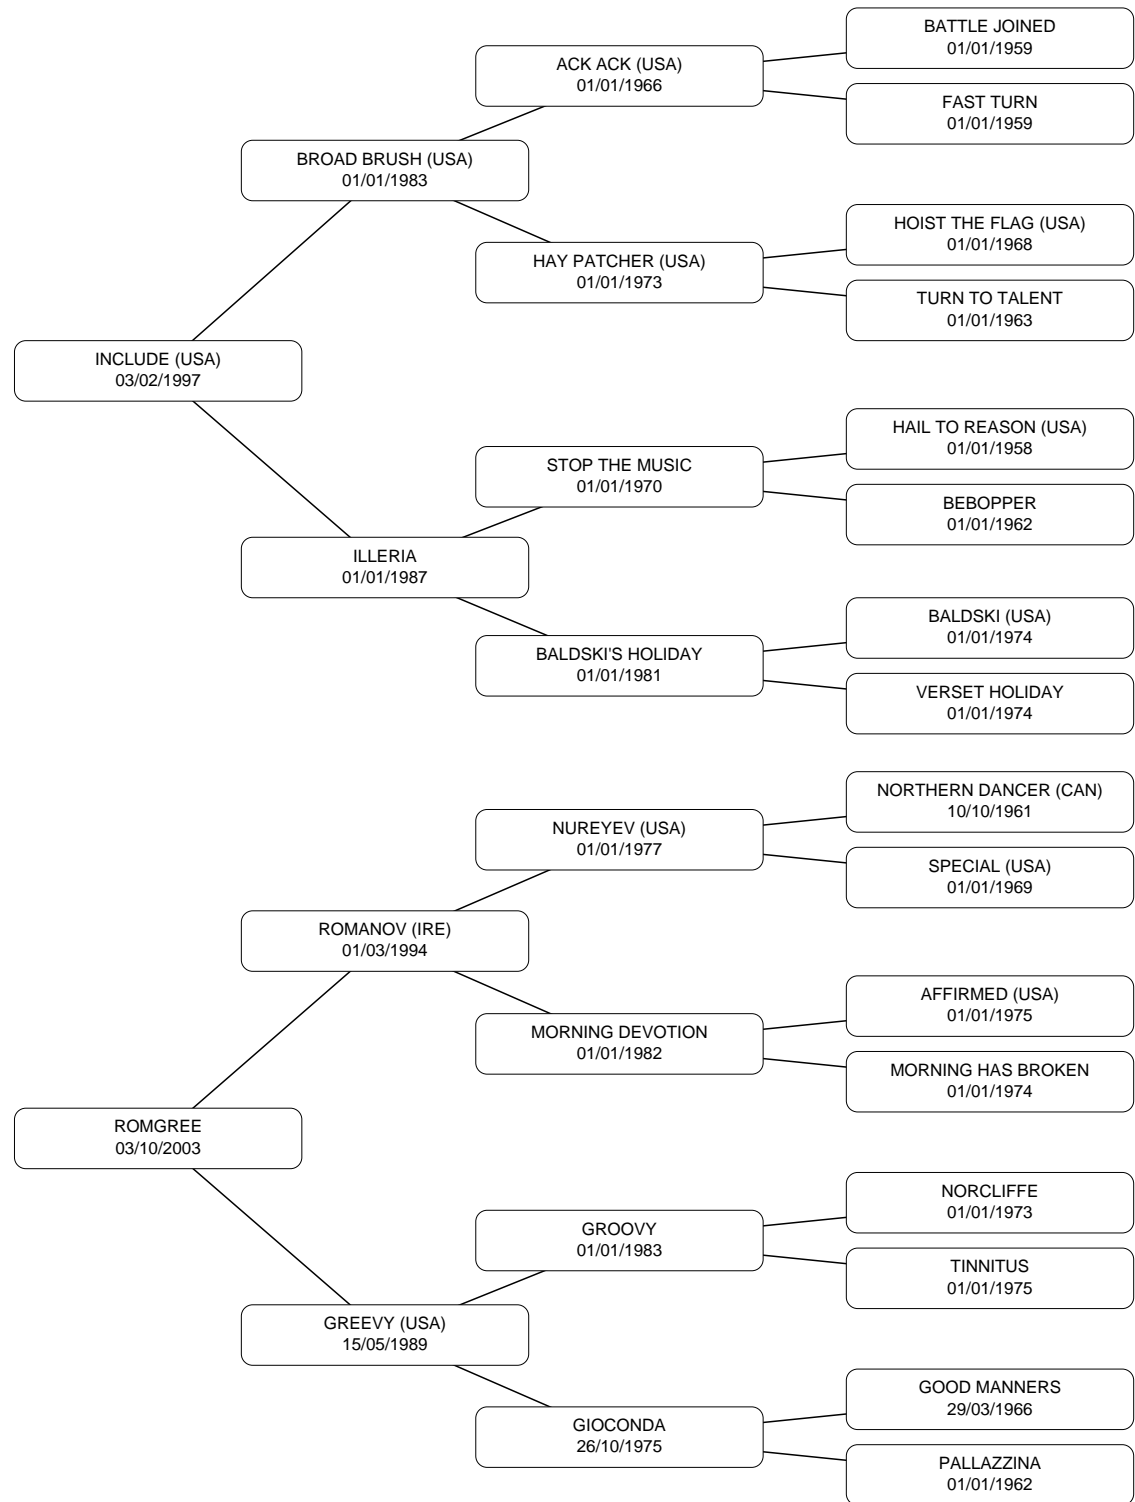 BATTLE JOINED
01/01/1959
ACK ACK (USA)
01/01/1966
FAST TURN
01/01/1959
BROAD BRUSH (USA)
01/01/1983
HOIST THE FLAG (USA)
01/01/1968
HAY PATCHER (USA)
01/01/1973
TURN TO TALENT
01/01/1963
INCLUDE (USA)
03/02/1997
HAIL TO REASON (USA)
01/01/1958
STOP THE MUSIC
01/01/1970
BEBOPPER
01/01/1962
ILLERIA
01/01/1987
BALDSKI (USA)
01/01/1974
BALDSKI'S HOLIDAY
01/01/1981
VERSET HOLIDAY
01/01/1974
NORTHERN DANCER (CAN)
10/10/1961
NUREYEV (USA)
01/01/1977
SPECIAL (USA)
01/01/1969
ROMANOV (IRE)
01/03/1994
AFFIRMED (USA)
01/01/1975
MORNING DEVOTION
01/01/1982
MORNING HAS BROKEN
01/01/1974
ROMGREE
03/10/2003
NORCLIFFE
01/01/1973
GROOVY
01/01/1983
TINNITUS
01/01/1975
GREEVY (USA)
15/05/1989
GOOD MANNERS
29/03/1966
GIOCONDA
26/10/1975
PALLAZZINA
01/01/1962